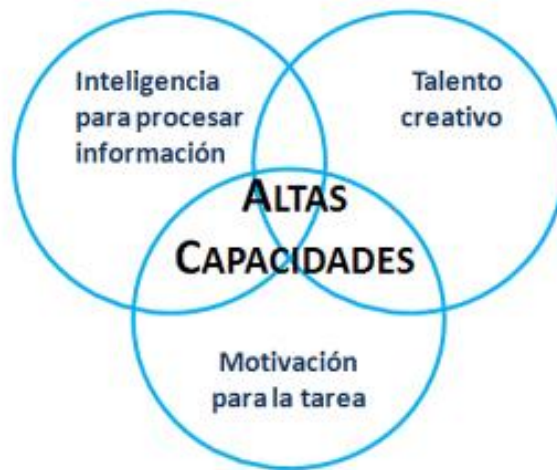 Inteligencia
para procesar
información
Talento
creativo
ALTAS
CAPACIDADES
Motivación
para la tarea